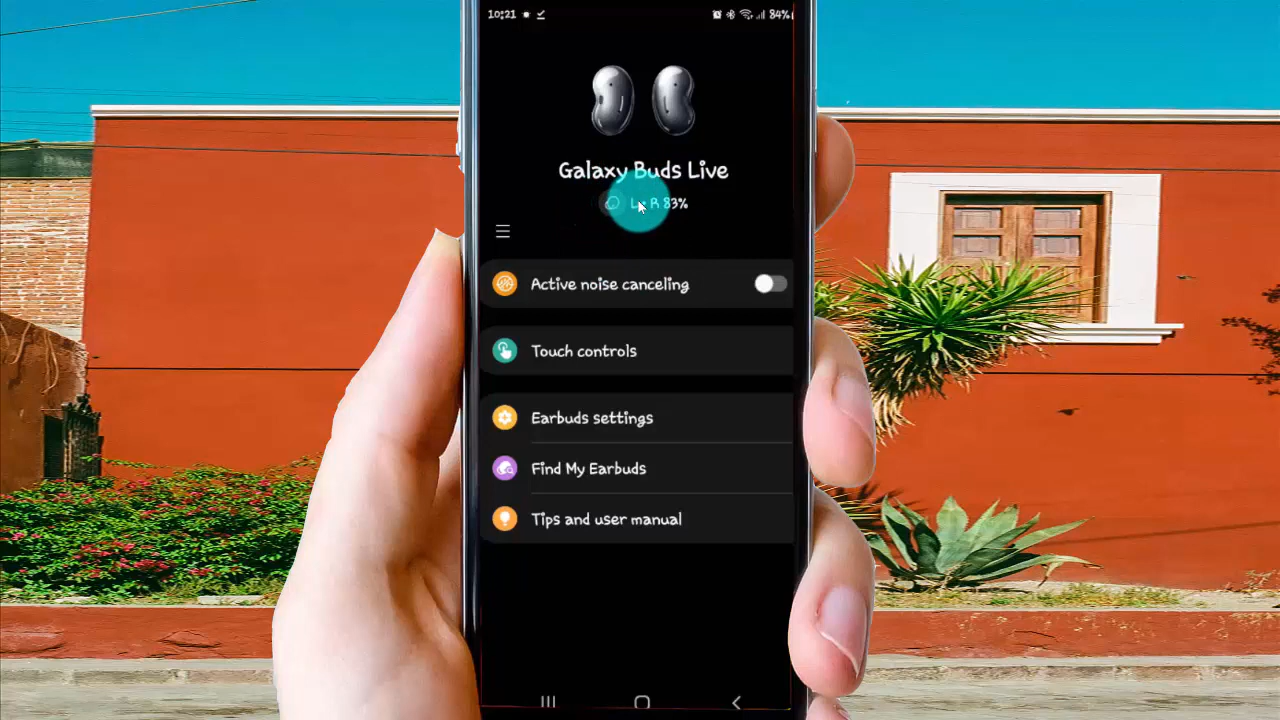 10:21
84%
Galaxy Buds Live
R 83%
Active noise canceling
Touch controls
Earbuds settings
Find My Earbuds
Tips and user manual